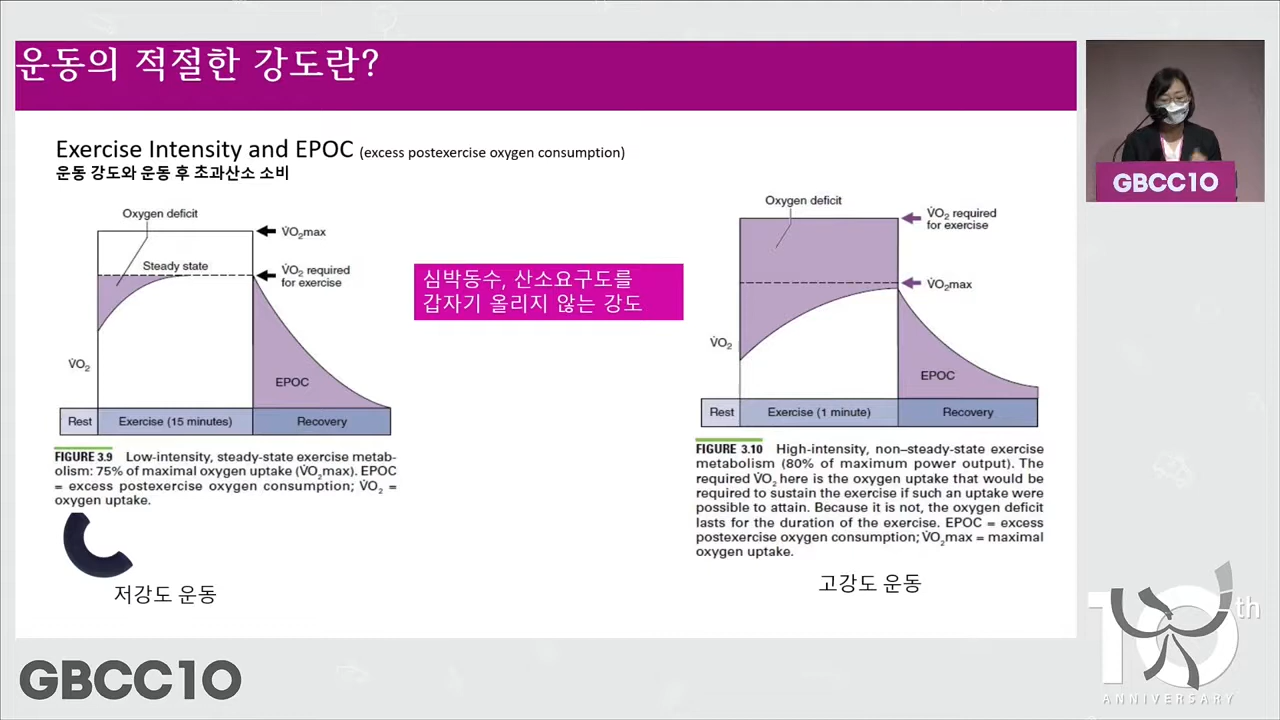 운동의 적절한 강도란?
Exercise Intensity and EPOC (excess postexercise oxygen consumption)
운동 강도와 운동 후 초과산소 소비
Oxygen deficit
V̇O₂max
Steady state
V̇O₂ required
for exercise
V̇O₂
EPOC
Rest
Exercise (15 minutes)
Recovery
FIGURE 3.9 Low-intensity, steady-state exercise metab-
olism: 75% of maximal oxygen uptake (V̇O₂max). EPOC
= excess postexercise oxygen consumption; V̇O₂ =
oxygen uptake.
저강도 운동
심박동수, 산소요구도를
갑자기 올리지 않는 강도
Oxygen deficit
V̇O₂ required
for exercise
V̇O₂max
V̇O₂
EPOC
Rest
Exercise (1 minute)
Recovery
FIGURE 3.10 High-intensity, non–steady-state exercise
metabolism (80% of maximum power output). The
required V̇O₂ here is the oxygen uptake that would be
required to sustain the exercise if such an uptake were
possible to attain. Because it is not, the oxygen deficit
lasts for the duration of the exercise. EPOC = excess
postexercise oxygen consumption; V̇O₂max = maximal
oxygen uptake.
고강도 운동
GBCC10
GBCC10
10th
ANNIVERSARY